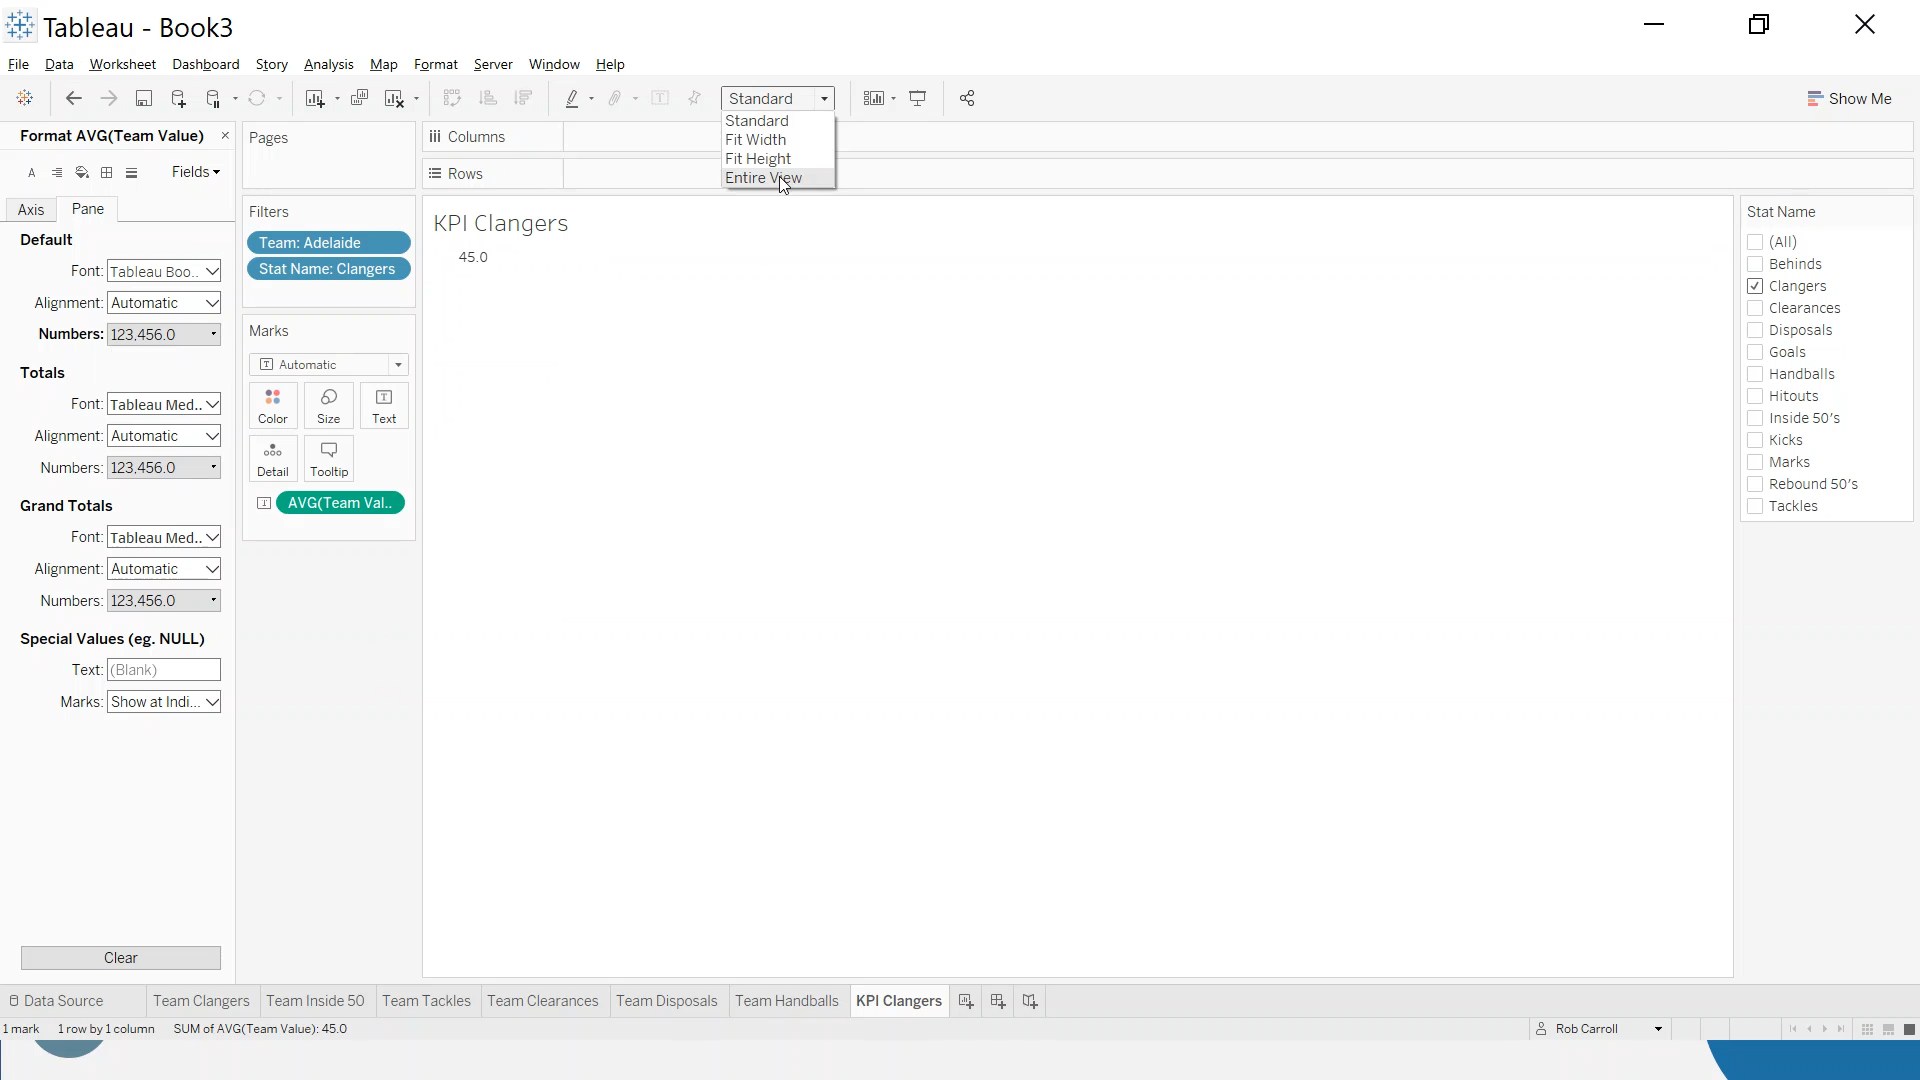 Tableau - Book3
File Data Worksheet Dashboard Story Analysis Map Format Server Window Help
Standard
Show Me
Standard
Fit Width
Fit Height
Entire View
Format AVG(Team Value)
Fields
Axis Pane
Default
Font: Tableau Boo..
Alignment: Automatic
Numbers: 123,456.0
Totals
Font: Tableau Med..
Alignment: Automatic
Numbers: 123,456.0
Grand Totals
Font: Tableau Med..
Alignment: Automatic
Numbers: 123,456.0
Special Values (eg. NULL)
Text: (Blank)
Marks: Show at Indi...
Clear
Pages
Filters
Team: Adelaide
Stat Name: Clangers
Marks
Automatic
Color Size Text
Detail Tooltip
AVG(Team Val..
Columns
Rows
KPI Clangers
45.0
Stat Name
(All)
Behinds
Clangers
Clearances
Disposals
Goals
Handballs
Hitouts
Inside 50's
Kicks
Marks
Rebound 50's
Tackles
Data Source Team Clangers Team Inside 50 Team Tackles Team Clearances Team Disposals Team Handballs KPI Clangers
1 mark 1 row by 1 column SUM of AVG(Team Value): 45.0 Rob Carroll